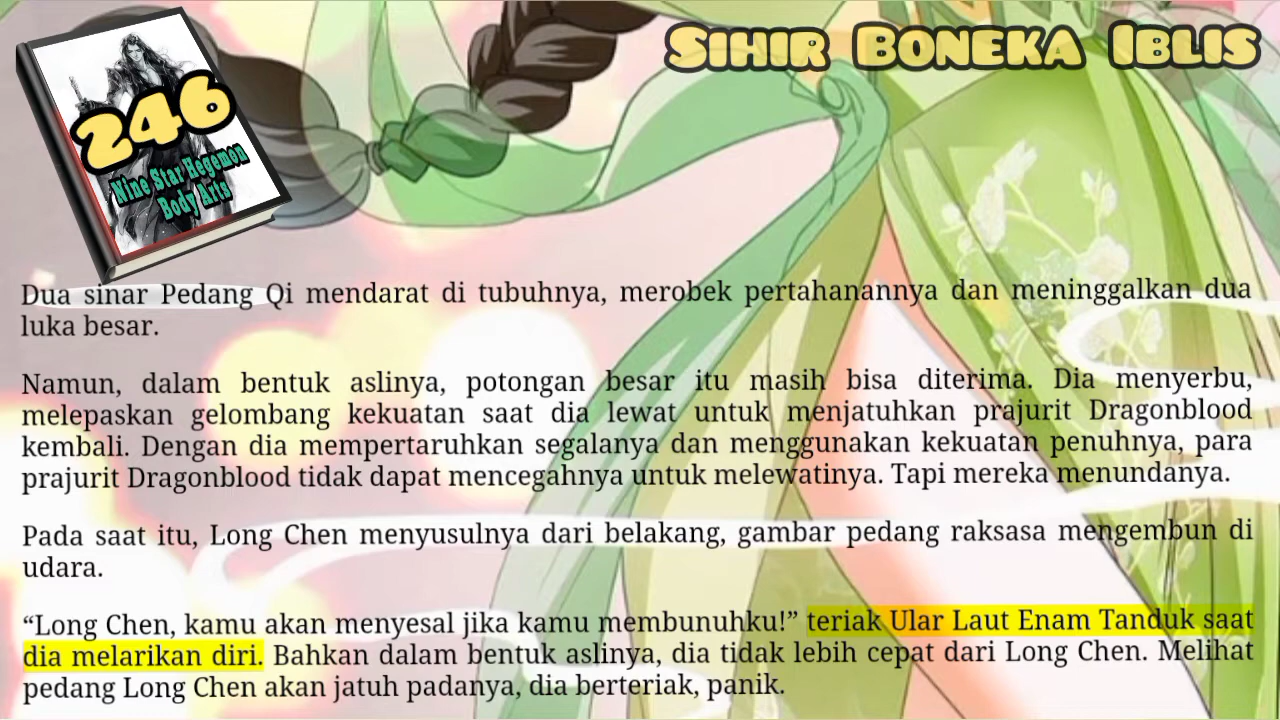 Sihir Boneka Iblis
246
Nine Star Hegemon
Body Arts
Dua sinar Pedang Qi mendarat di tubuhnya, merobek pertahanannya dan meninggalkan dua
luka besar.
Namun, dalam bentuk aslinya, potongan besar itu masih bisa diterima. Dia menyerbu,
melepaskan gelombang kekuatan saat dia lewat untuk menjatuhkan prajurit Dragonblood
kembali. Dengan dia mempertaruhkan segalanya dan menggunakan kekuatan penuhnya, para
prajurit Dragonblood tidak dapat mencegahnya untuk melewatinya. Tapi mereka menundanya.
Pada saat itu, Long Chen menyusulnya dari belakang, gambar pedang raksasa mengembun di
udara.
“Long Chen, kamu akan menyesal jika kamu membunuhku!” teriak Ular Laut Enam Tanduk saat
dia melarikan diri. Bahkan dalam bentuk aslinya, dia tidak lebih cepat dari Long Chen. Melihat
pedang Long Chen akan jatuh padanya, dia berteriak, panik.